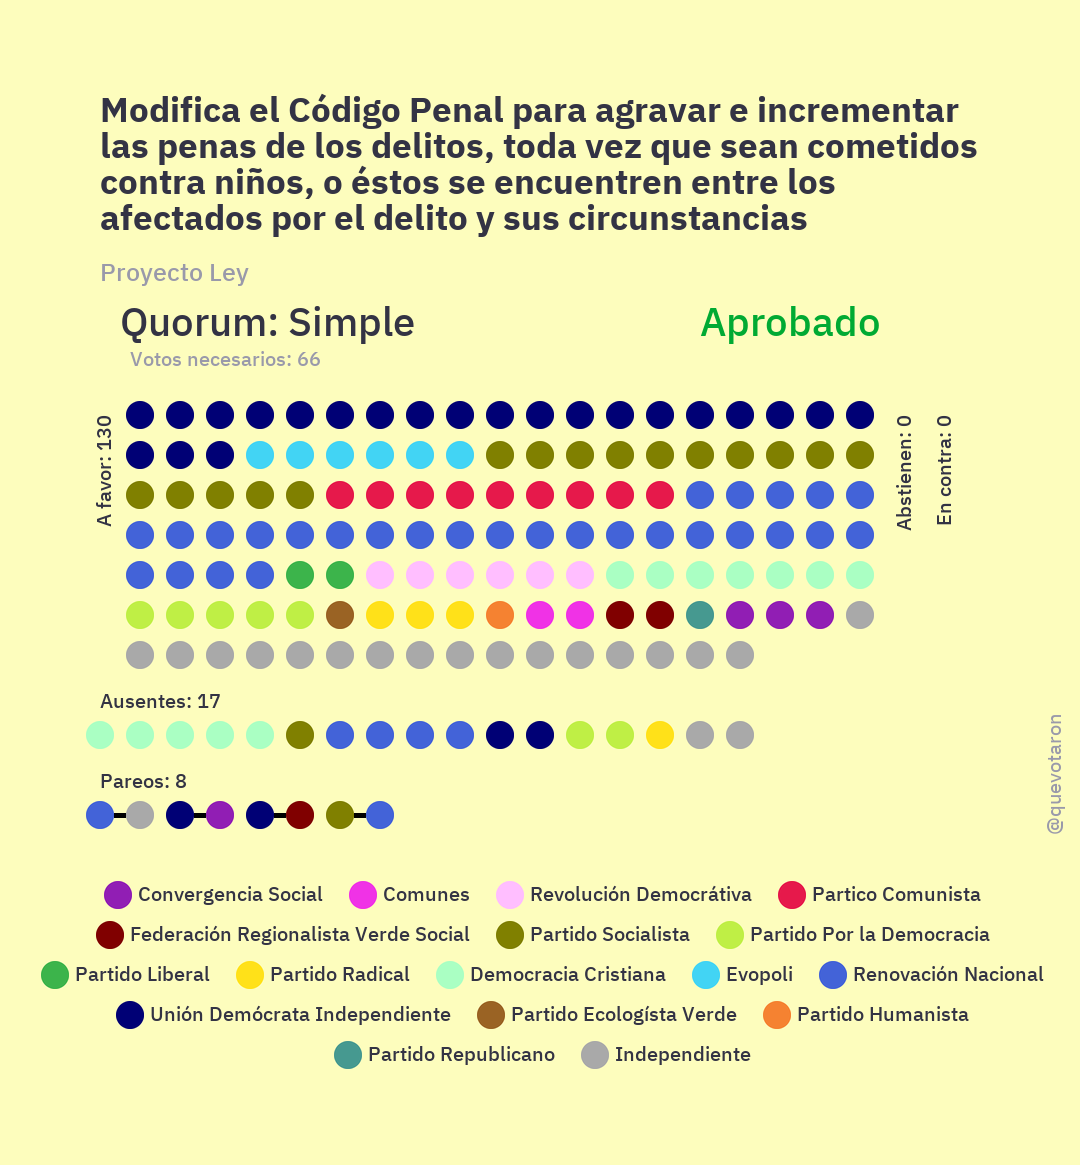 Modifica el Código Penal para agravar e incrementar
las penas de los delitos, toda vez que sean cometidos
contra niños, o éstos se encuentren entre los
afectados por el delito y sus circunstancias
Proyecto Ley
Quorum: Simple
Aprobado
Votos necesarios: 66
A favor: 130
Abstienen: 0
En contra: 0
Ausentes: 17
Pareos: 8
@quevotaron
Convergencia Social
Comunes
Revolución Democrátiva
Partico Comunista
Federación Regionalista Verde Social
Partido Socialista
Partido Por la Democracia
Partido Liberal
Partido Radical
Democracia Cristiana
Evopoli
Renovación Nacional
Unión Demócrata Independiente
Partido Ecologísta Verde
Partido Humanista
Partido Republicano
Independiente